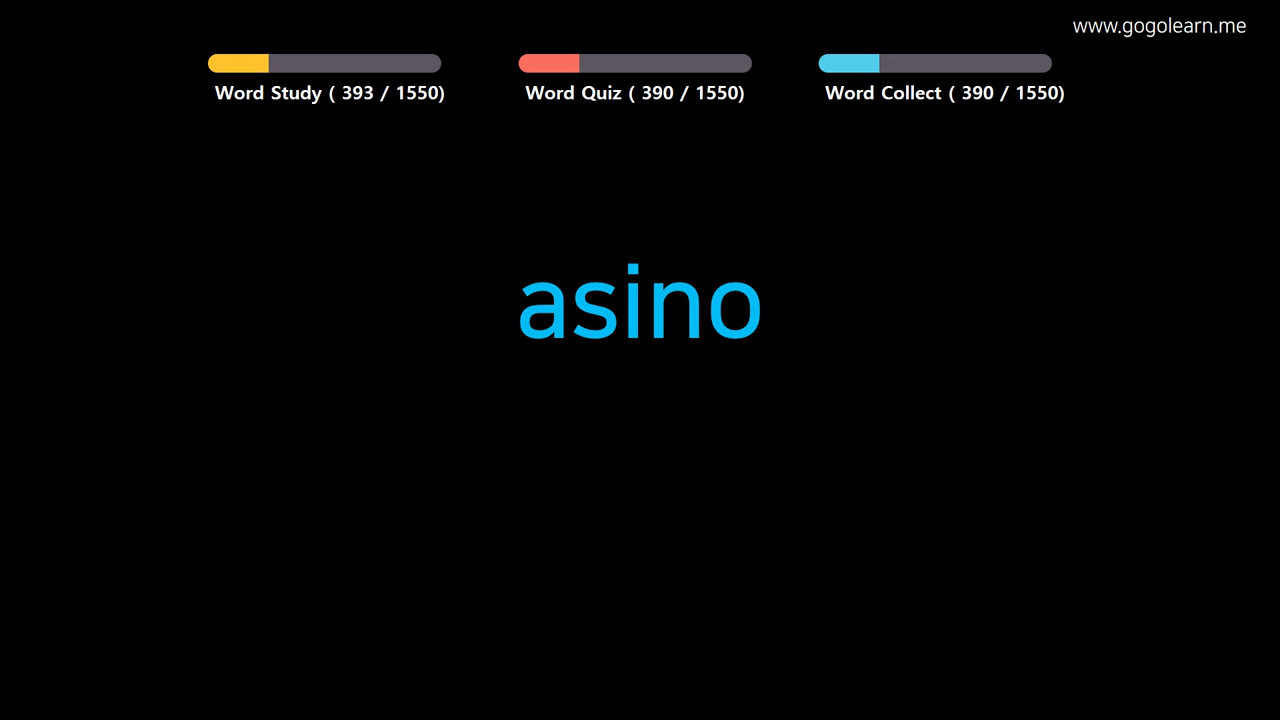 www.gogolearn.me
Word Study ( 393 / 1550)
Word Quiz ( 390 / 1550)
Word Collect ( 390 / 1550)
asino